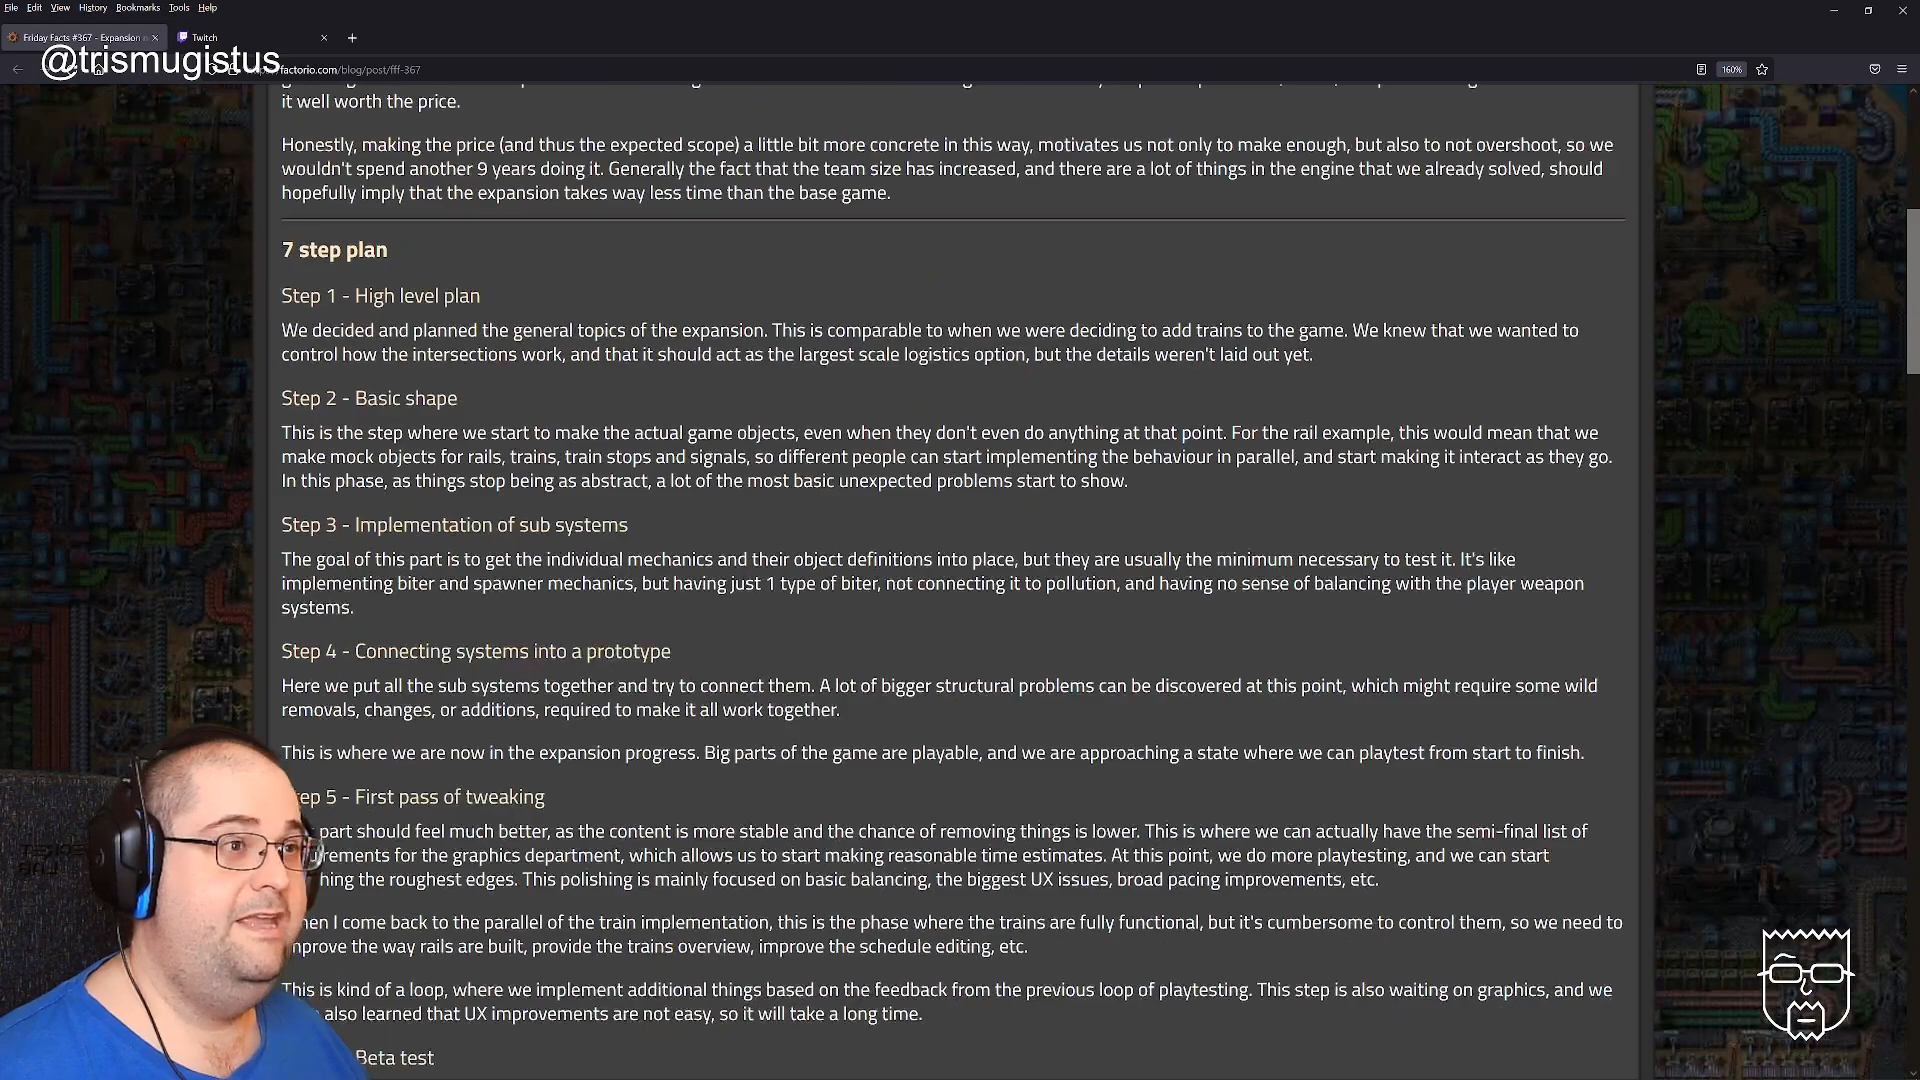 File Edit View History Bookmarks Tools Help
Friday Facts #367 - Expansion
Twitch
@trismugistus
factorio.com/blog/post/fff-367
160%
it well worth the price.
Honestly, making the price (and thus the expected scope) a little bit more concrete in this way, motivates us not only to make enough, but also to not overshoot, so we
wouldn't spend another 9 years doing it. Generally the fact that the team size has increased, and there are a lot of things in the engine that we already solved, should
hopefully imply that the expansion takes way less time than the base game.
7 step plan
Step 1 - High level plan
We decided and planned the general topics of the expansion. This is comparable to when we were deciding to add trains to the game. We knew that we wanted to
control how the intersections work, and that it should act as the largest scale logistics option, but the details weren't laid out yet.
Step 2 - Basic shape
This is the step where we start to make the actual game objects, even when they don't even do anything at that point. For the rail example, this would mean that we
make mock objects for rails, trains, train stops and signals, so different people can start implementing the behaviour in parallel, and start making it interact as they go.
In this phase, as things stop being as abstract, a lot of the most basic unexpected problems start to show.
Step 3 - Implementation of sub systems
The goal of this part is to get the individual mechanics and their object definitions into place, but they are usually the minimum necessary to test it. It's like
implementing biter and spawner mechanics, but having just 1 type of biter, not connecting it to pollution, and having no sense of balancing with the player weapon
systems.
Step 4 - Connecting systems into a prototype
Here we put all the sub systems together and try to connect them. A lot of bigger structural problems can be discovered at this point, which might require some wild
removals, changes, or additions, required to make it all work together.
This is where we are now in the expansion progress. Big parts of the game are playable, and we are approaching a state where we can playtest from start to finish.
5 - First pass of tweaking
part should feel much better, as the content is more stable and the chance of removing things is lower. This is where we can actually have the semi-final list of
for the graphics department, which allows us to start making reasonable time estimates. At this point, we do more playtesting, and we can start
the roughest edges. This polishing is mainly focused on basic balancing, the biggest UX issues, broad pacing improvements, etc.
I come back to the parallel of the train implementation, this is the phase where the trains are fully functional, but it's cumbersome to control them, so we need to
improve the way rails are built, provide the trains overview, improve the schedule editing, etc.
This is kind of a loop, where we implement additional things based on the feedback from the previous loop of playtesting. This step is also waiting on graphics, and we
also learned that UX improvements are not easy, so it will take a long time.
Beta test